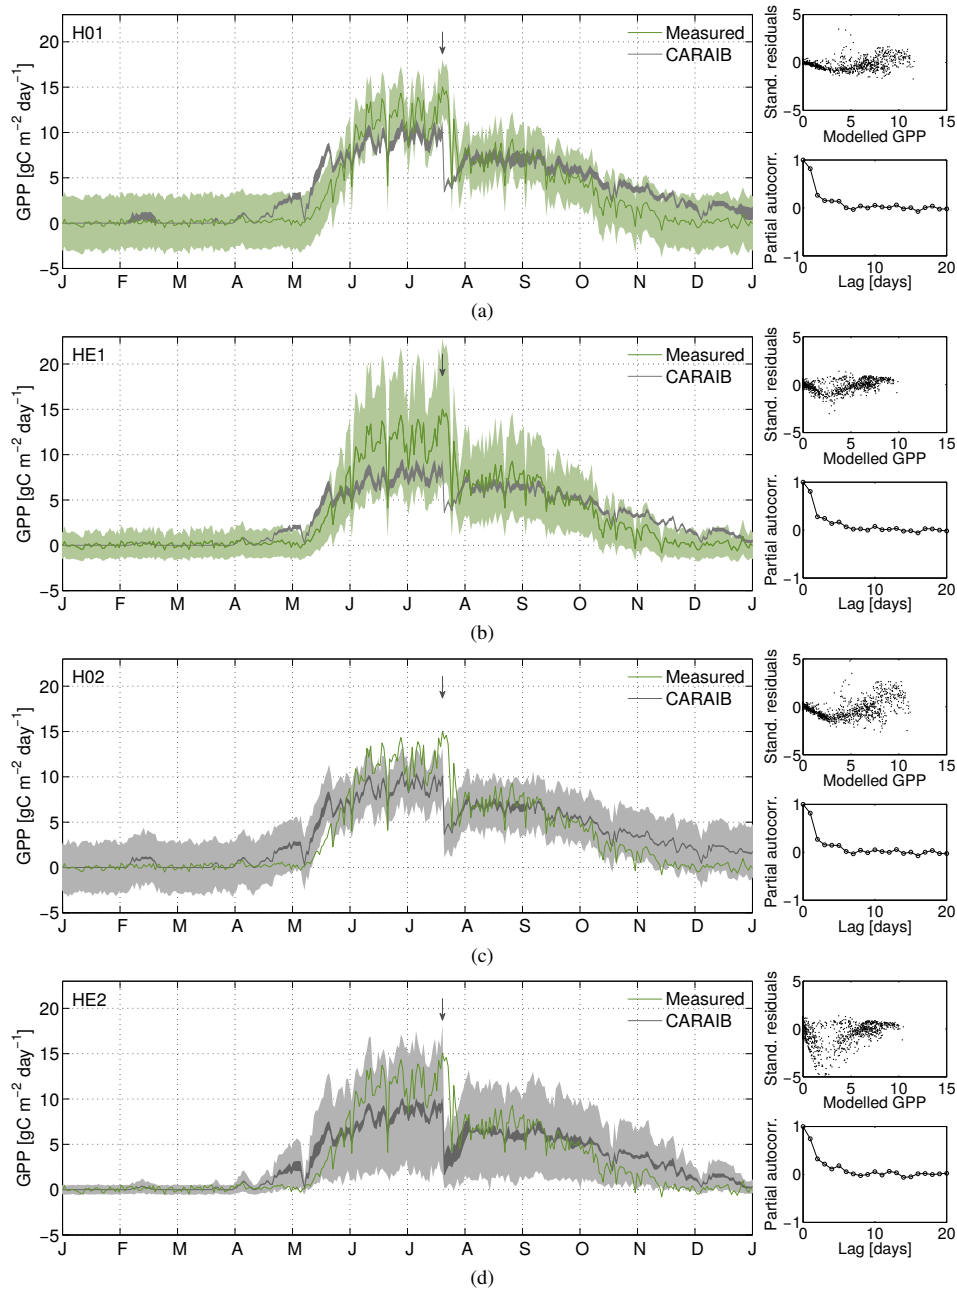 H01
Measured
CARAIB
GPP [gC m⁻² day⁻¹]
20
15
10
5
0
−5
J F M A M J J A S O N D J
Stand. residuals
5
0
−5
0 5 10 15
Modelled GPP
Partial autocorr.
1
0
−1
0 10 20
Lag [days]
(a)
HE1
Measured
CARAIB
GPP [gC m⁻² day⁻¹]
20
15
10
5
0
−5
J F M A M J J A S O N D J
Stand. residuals
5
0
−5
0 5 10 15
Modelled GPP
Partial autocorr.
1
0
−1
0 10 20
Lag [days]
(b)
H02
Measured
CARAIB
GPP [gC m⁻² day⁻¹]
20
15
10
5
0
−5
J F M A M J J A S O N D J
Stand. residuals
5
0
−5
0 5 10 15
Modelled GPP
Partial autocorr.
1
0
−1
0 10 20
Lag [days]
(c)
HE2
Measured
CARAIB
GPP [gC m⁻² day⁻¹]
20
15
10
5
0
−5
J F M A M J J A S O N D J
Stand. residuals
5
0
−5
0 5 10 15
Modelled GPP
Partial autocorr.
1
0
−1
0 10 20
Lag [days]
(d)